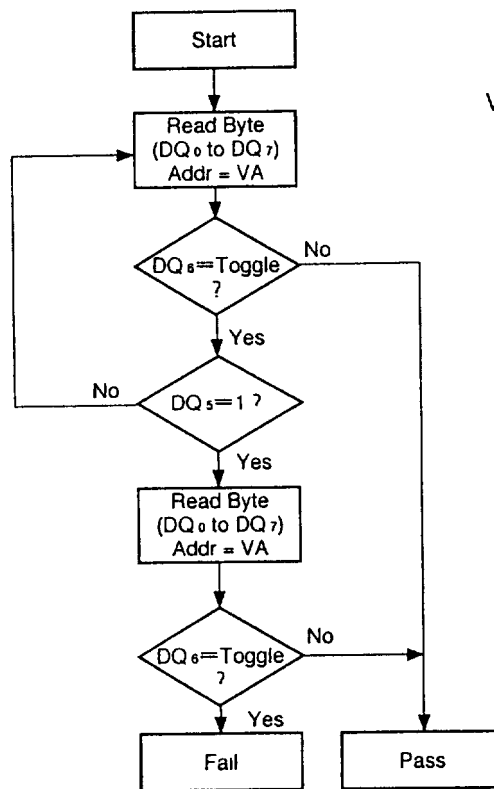 Start
V
Read Byte
(DQ₀ to DQ₇)
Addr = VA
DQ₆=Toggle
?
No
Yes
No
DQ₅=1 ?
Yes
Read Byte
(DQ₀ to DQ₇)
Addr = VA
DQ₆=Toggle
?
No
Yes
Fail
Pass